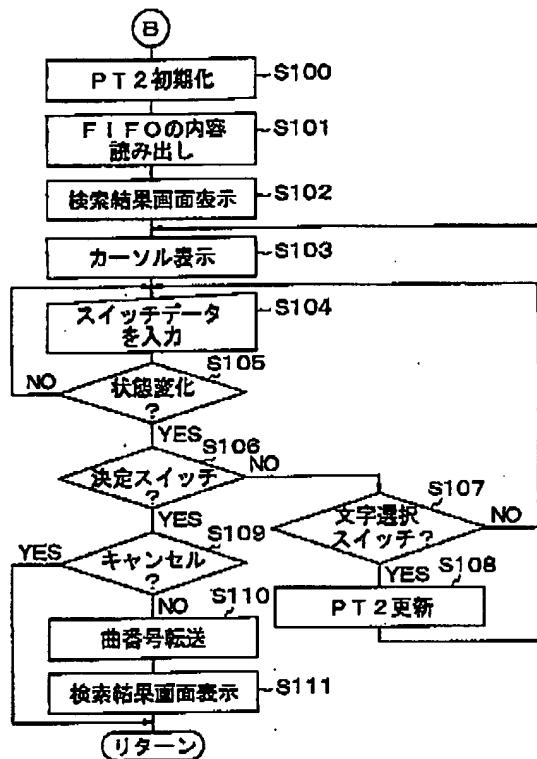 B
PT2初期化
S100
FIFOの内容
読み出し
S101
検索結果画面表示
S102
カーソル表示
S103
スイッチデータ
を入力
S104
状態変化
?
S105
NO
YES
決定スイッチ
?
S106
NO
YES
文字選択
スイッチ?
S107
NO
YES
PT2更新
S108
キャンセル
?
S109
YES
NO
曲番号転送
S110
検索結果画面表示
S111
リターン